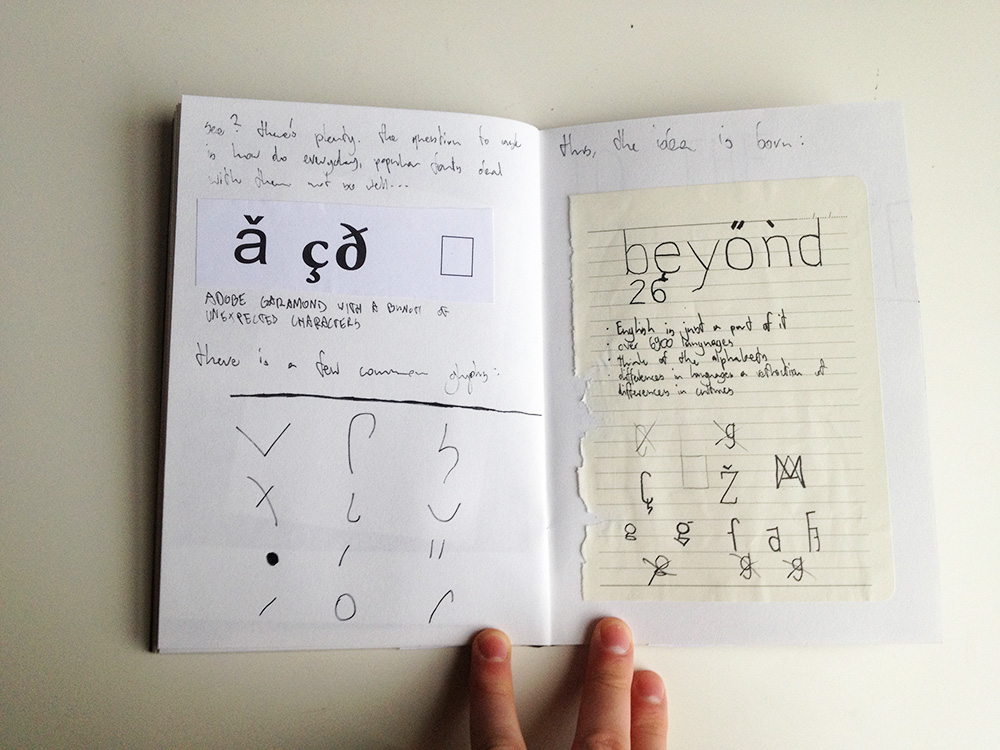 see? there's plenty. the question to ask
is how do everyday, popular fonts deal
with them not so well...
ǎ çð
ADOBE GARAMOND WITH A BUNCH OF
UNEXPECTED CHARACTERS
there is a few common glyphs:
thus, the idea is born:
bȩyőǹd
26
· English is just a part of it
· over 6900 languages
· think of the alphabets
· differences in languages a of
differences in cultures
g
Ž
g ğ f a
g g g